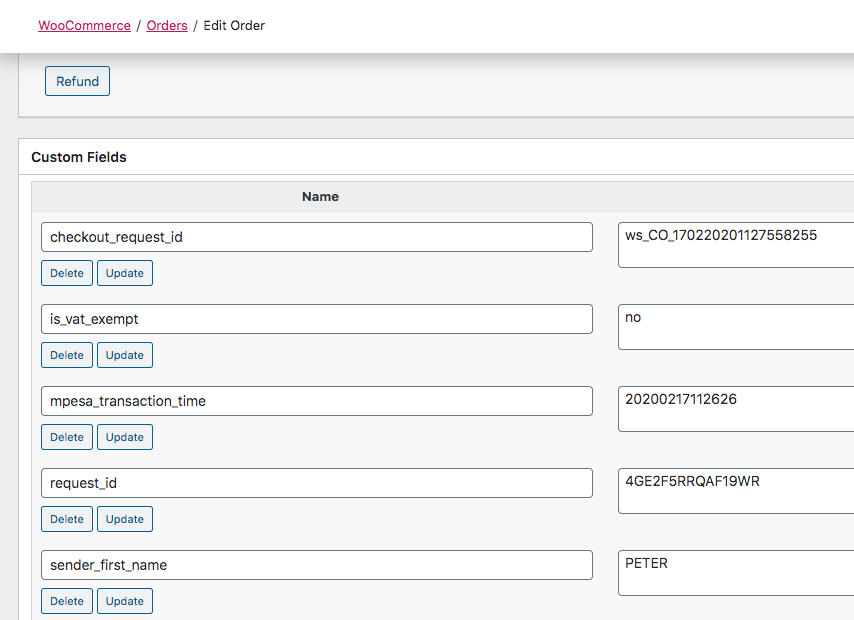 WooCommerce / Orders / Edit Order
Refund
Custom Fields
Name
checkout_request_id
ws_CO_170220201127558255
Delete Update
is_vat_exempt
no
Delete Update
mpesa_transaction_time
20200217112626
Delete Update
request_id
4GE2F5RRQAF19WR
Delete Update
sender_first_name
PETER
Delete Update